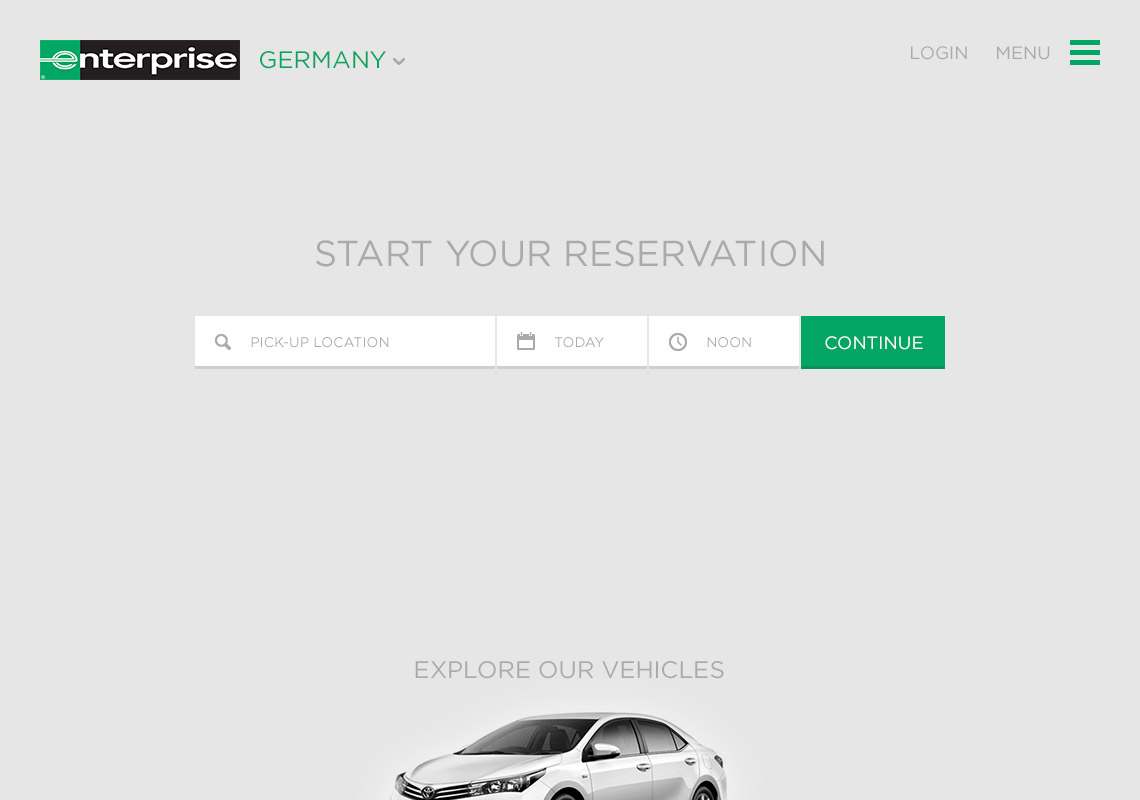 enterprise
GERMANY
LOGIN
MENU
START YOUR RESERVATION
PICK-UP LOCATION
TODAY
NOON
CONTINUE
EXPLORE OUR VEHICLES